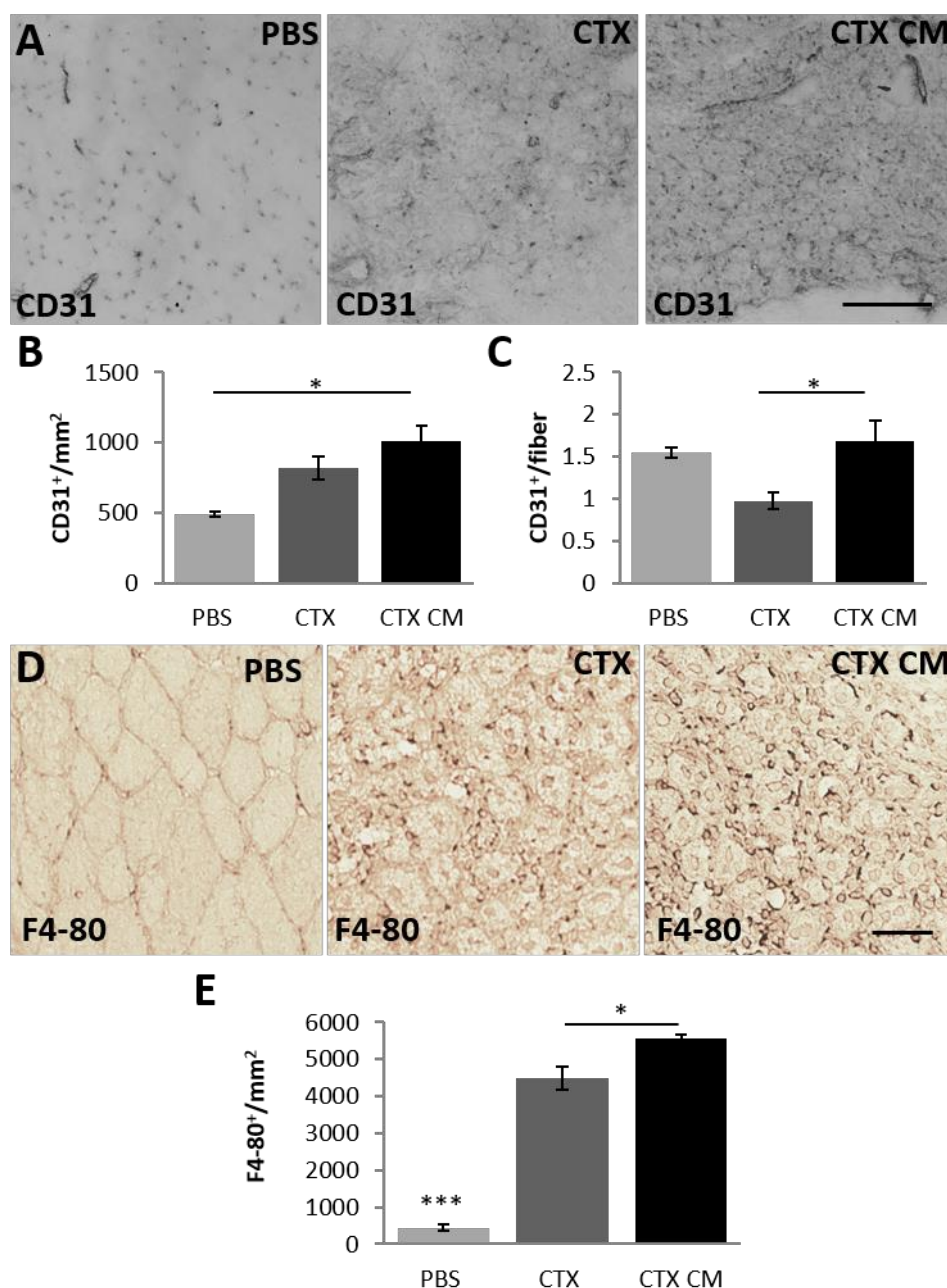 A PBS CTX CTX CM
CD31 CD31 CD31
B C
CD31⁺/mm²
1500
1000
500
0
*
PBS CTX CTX CM
CD31⁺/fiber
2.5
2
1.5
1
0.5
0
*
PBS CTX CTX CM
D PBS CTX CTX CM
F4-80 F4-80 F4-80
E
F4-80⁺/mm²
6000
5000
4000
3000
2000
1000
0
*
***
PBS CTX CTX CM